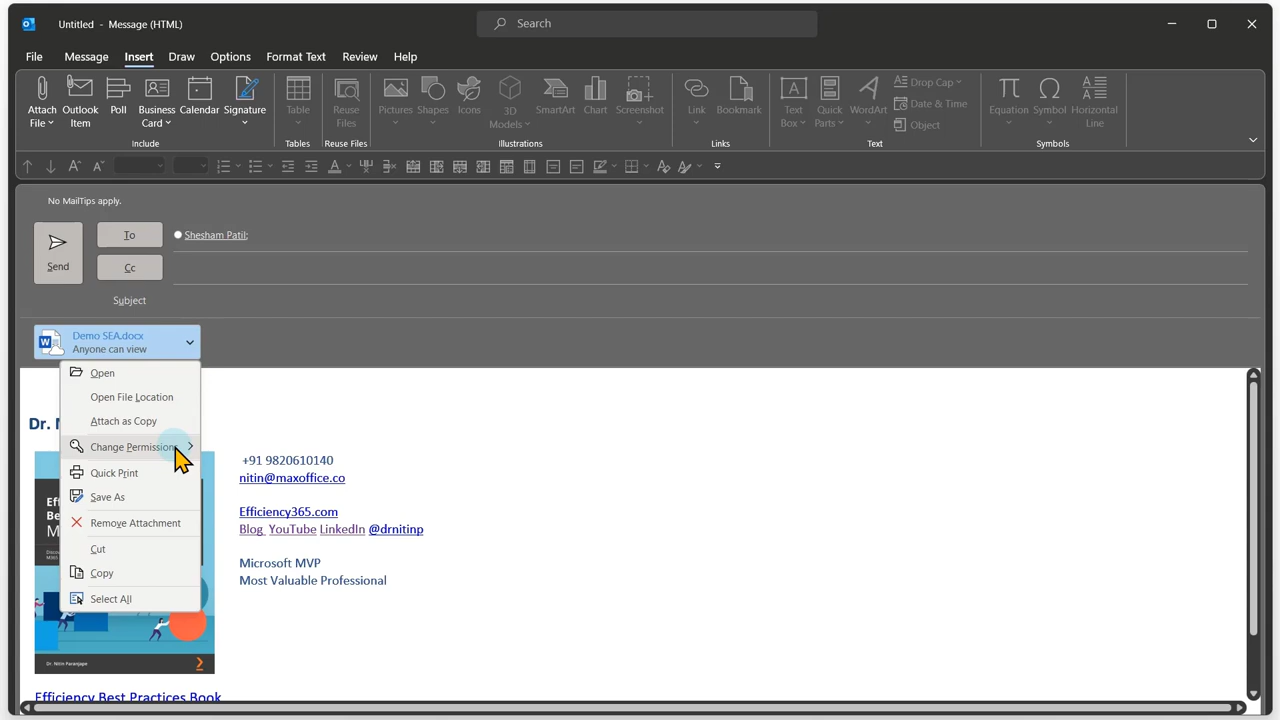 Untitled - Message (HTML)
Search
File Message Insert Draw Options Format Text Review Help
Attach File
Outlook Item
Poll
Business Card
Calendar
Signature
Table
Reuse Files
Pictures
Shapes
Icons
3D Models
SmartArt
Chart
Screenshot
Link
Bookmark
Text Box
Quick Parts
WordArt
Drop Cap
Date & Time
Object
Equation
Symbol
Horizontal Line
Include
Tables
Reuse Files
Illustrations
Links
Text
Symbols
No MailTips apply.
Send
To
Shesham Patil;
Cc
Subject
Demo SEA.docx
Anyone can view
Open
Open File Location
Attach as Copy
Change Permissions
Quick Print
Save As
Remove Attachment
Cut
Copy
Select All
Dr.
+91 9820610140
nitin@maxoffice.co
Efficiency365.com
Blog YouTube LinkedIn @drnitinp
Microsoft MVP
Most Valuable Professional
Dr. Nitin Paranjape
Efficiency Best Practices Book